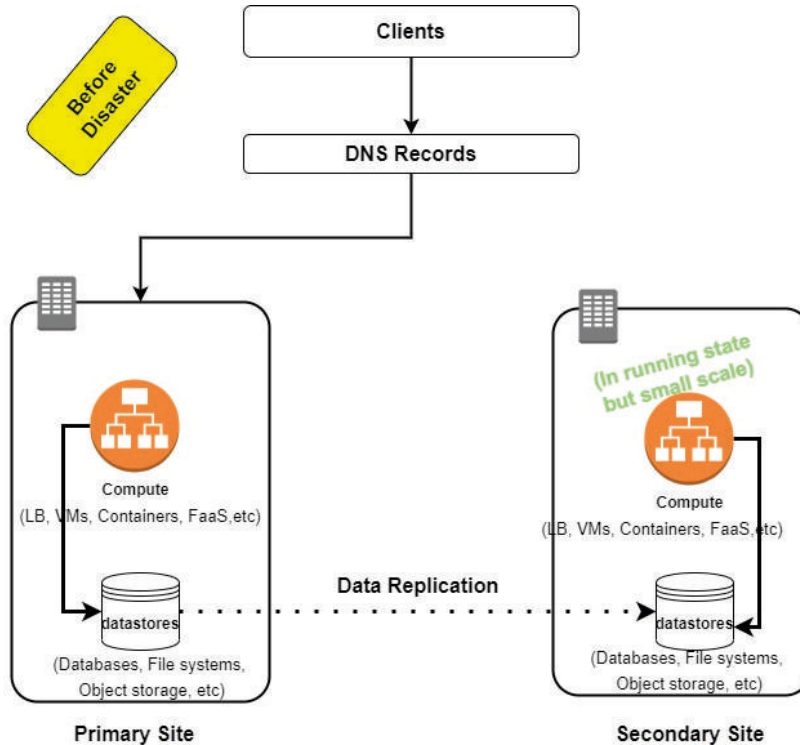 Before
Disaster
Clients
DNS Records
(In running state
but small scale)
Compute
(LB, VMs, Containers, FaaS,etc)
Compute
(LB, VMs, Containers, FaaS,etc)
Data Replication
datastores
(Databases, File systems,
Object storage, etc)
datastores
(Databases, File systems,
Object storage, etc)
Primary Site
Secondary Site